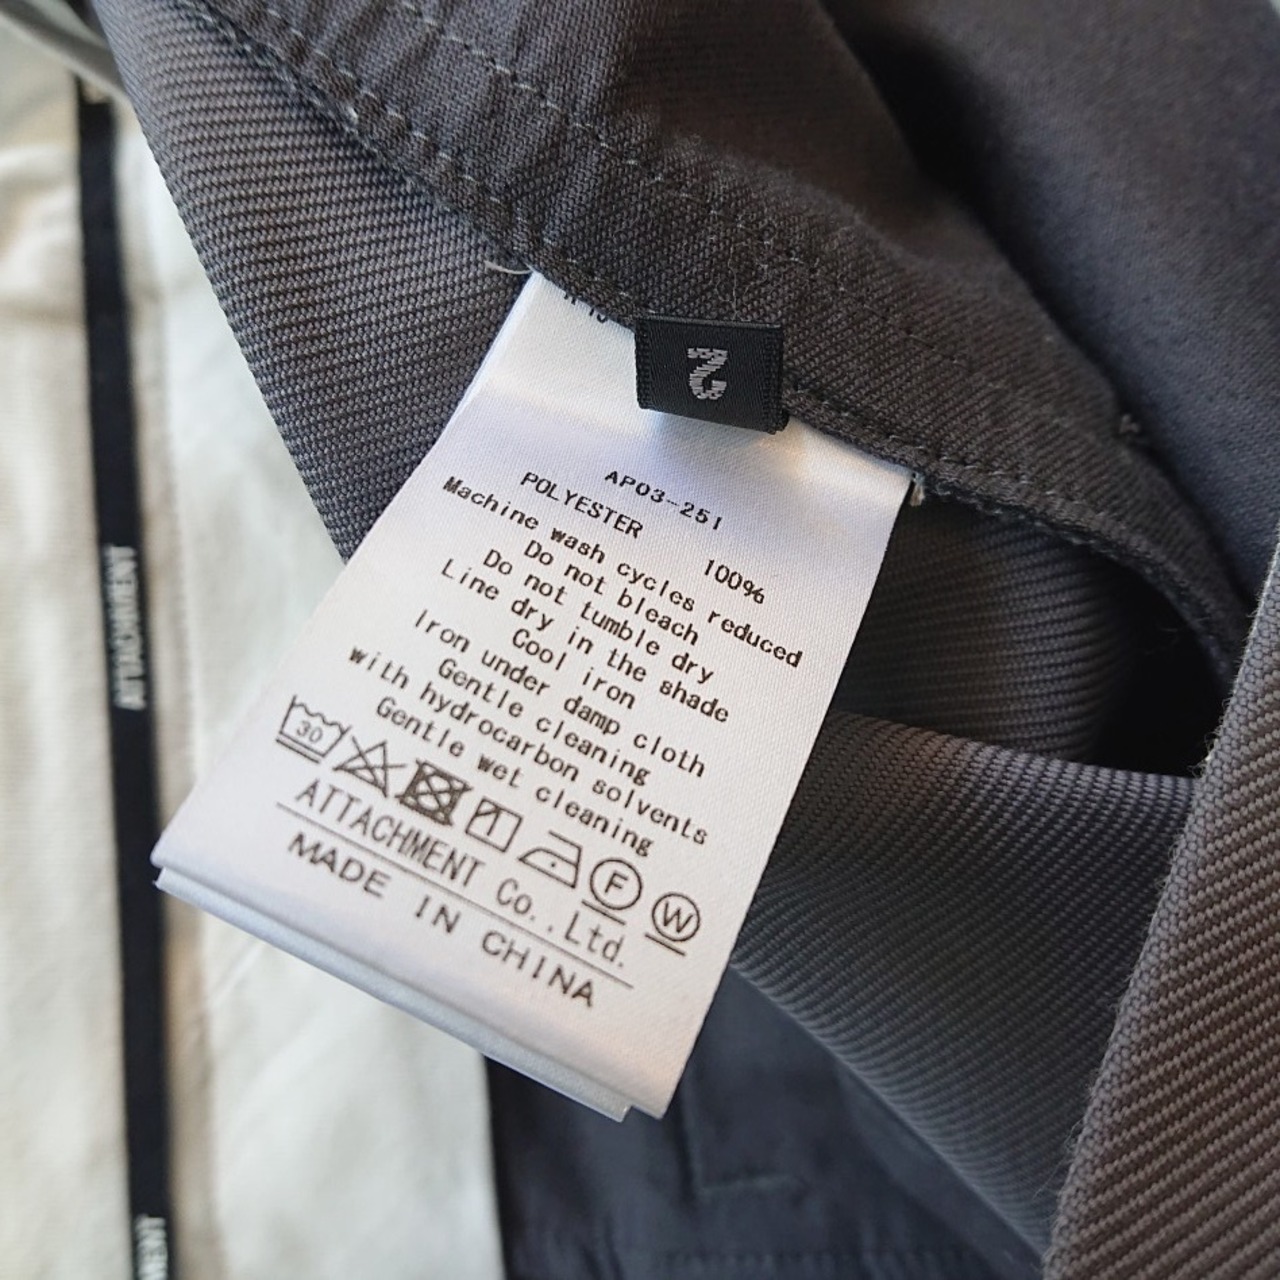 2
AP03-251
POLYESTER 100%
Machine wash cycles reduced
Do not bleach
Do not tumble dry
Line dry in the shade
Cool iron
Iron under damp cloth
Gentle cleaning
with hydrocarbon solvents
Gentle wet cleaning
30
F
W
ATTACHMENT Co.,Ltd.
MADE IN CHINA
ATTACHMENT